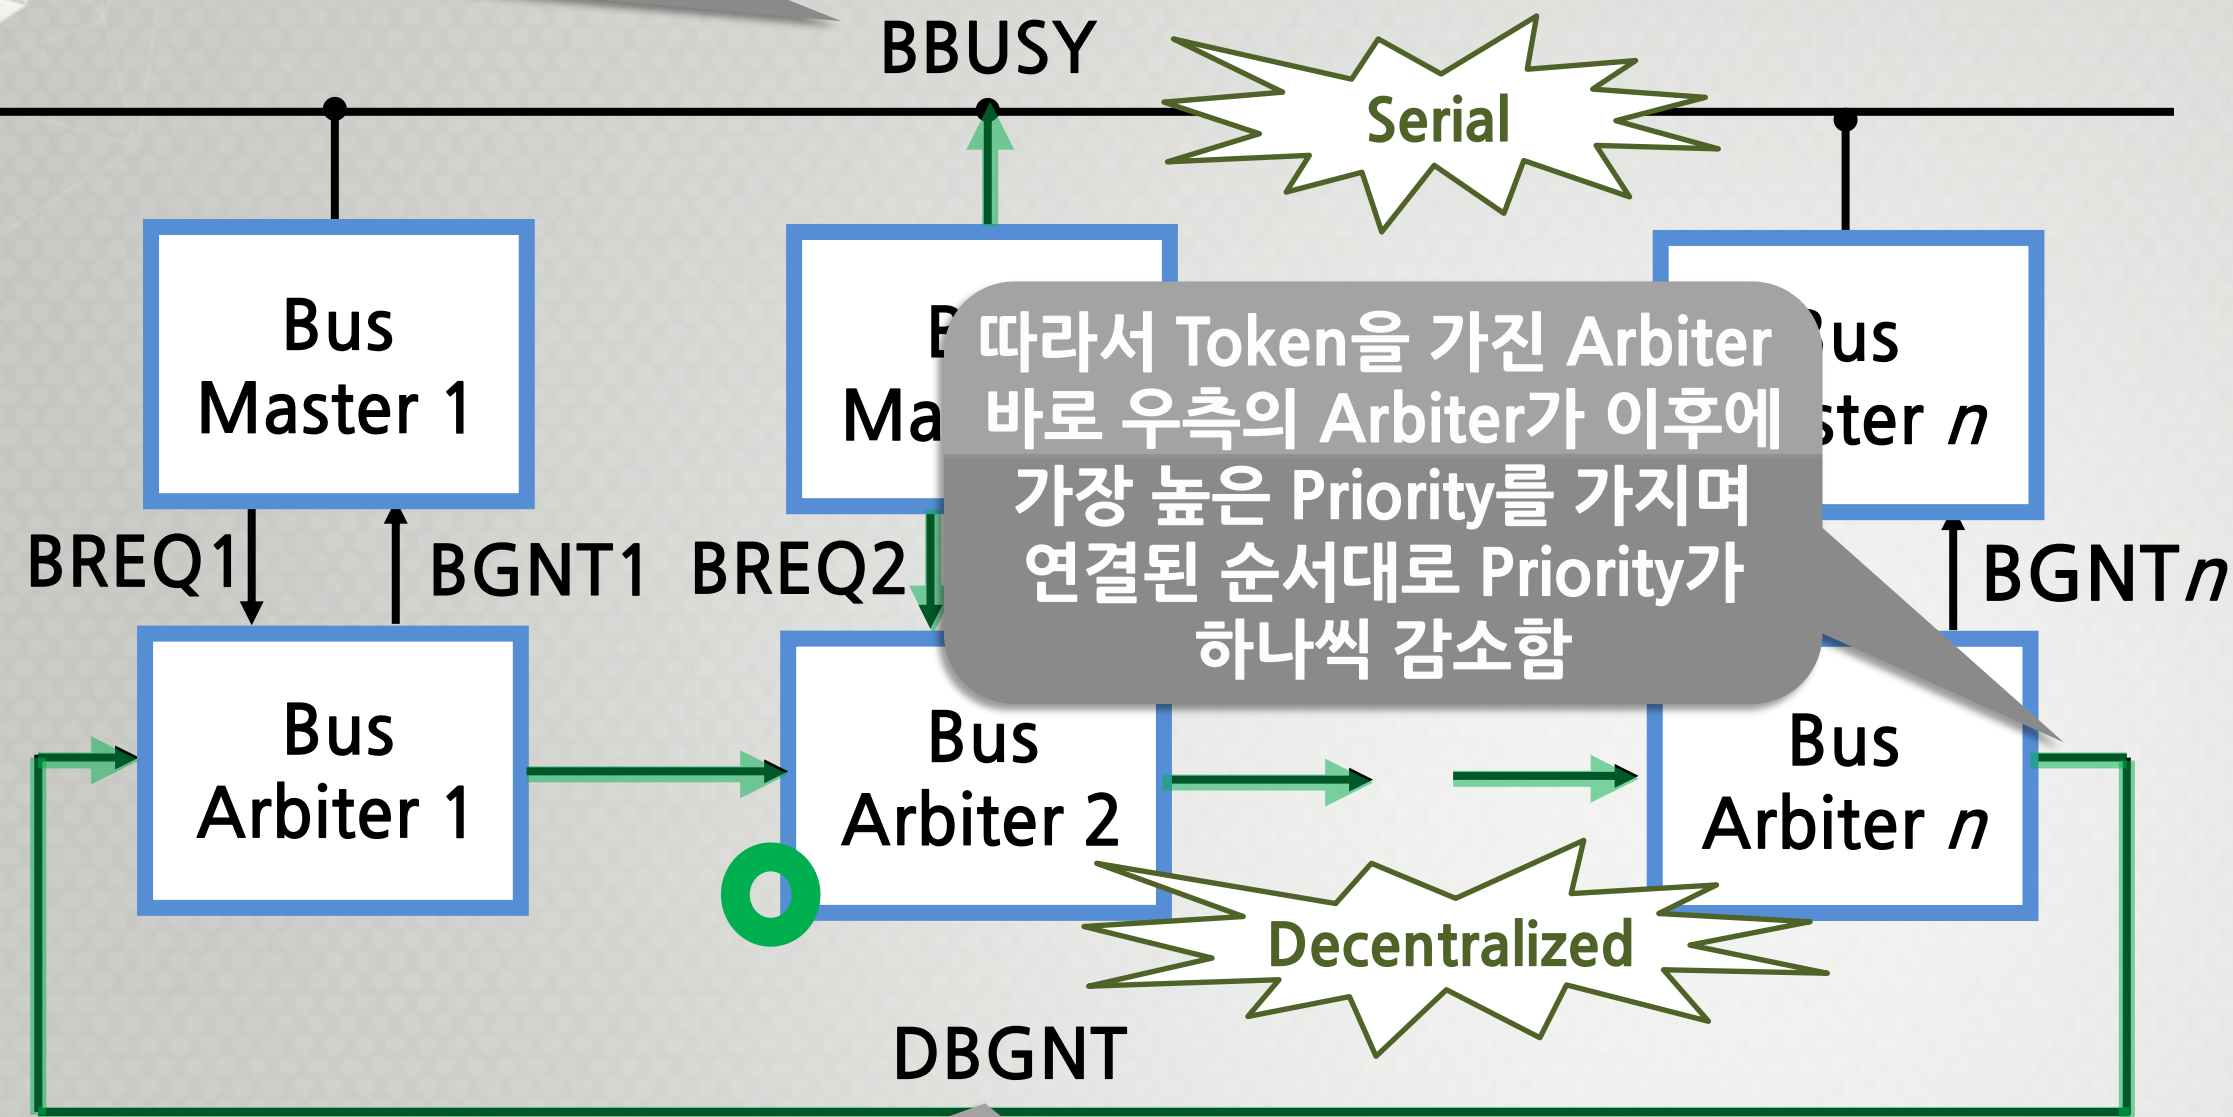 BBUSY
Serial
Bus
Master 1
따라서 Token을 가진 Arbiter
바로 우측의 Arbiter가 이후에
가장 높은 Priority를 가지며
연결된 순서대로 Priority가
하나씩 감소함
n
BREQ1
BGNT1
BREQ2
BGNTn
Bus
Arbiter 1
Bus
Arbiter 2
Bus
Arbiter n
Decentralized
DBGNT